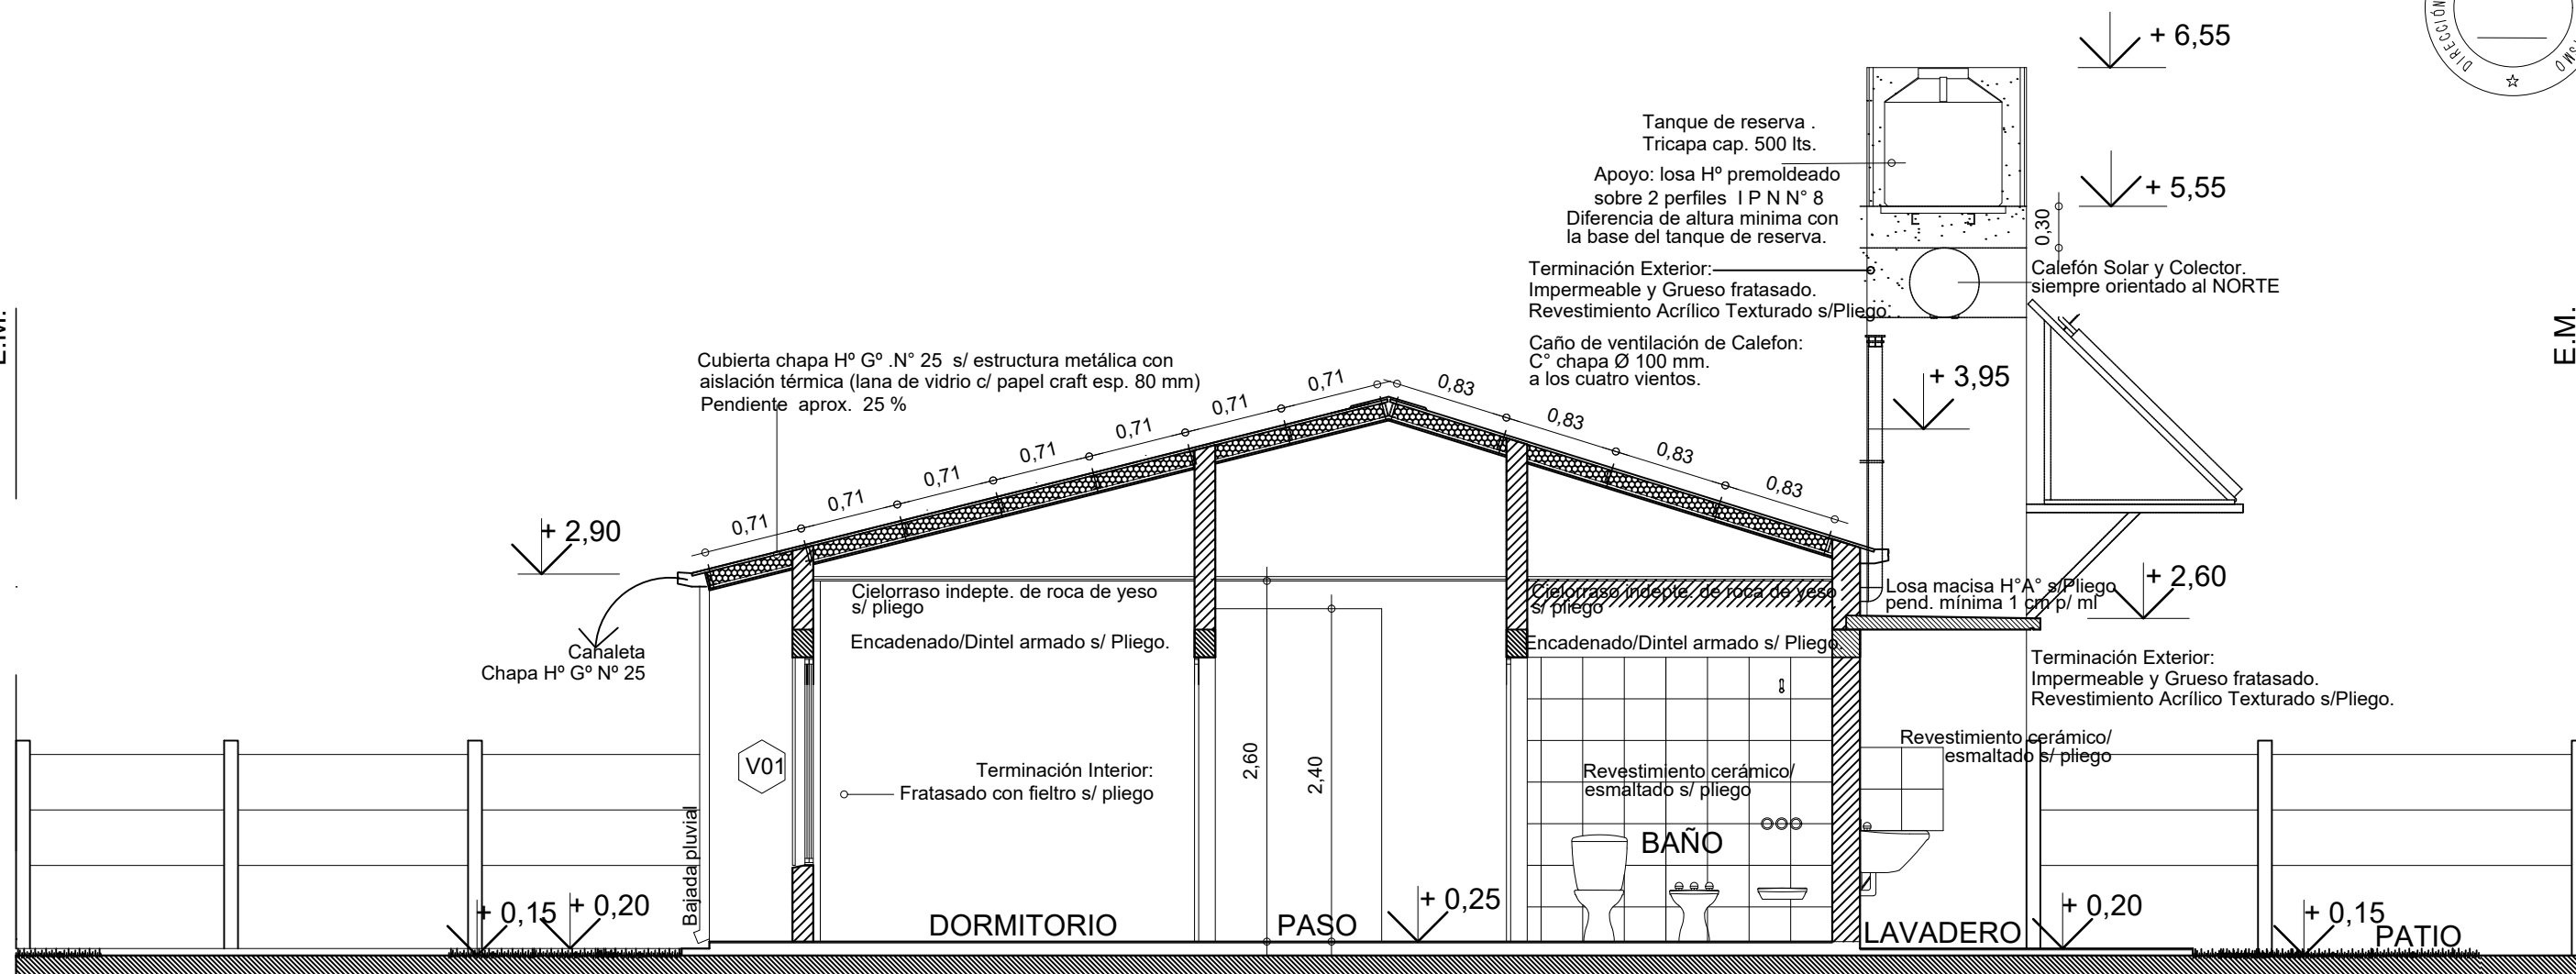 + 6,55
DIRECCIÓN
Tanque de reserva .
Tricapa cap. 500 lts.
Apoyo: losa Hº premoldeado
sobre 2 perfiles I P N N° 8
Diferencia de altura minima con
la base del tanque de reserva.
+ 5,55
0,30
Terminación Exterior:
Impermeable y Grueso fratasado.
Revestimiento Acrílico Texturado s/Pliego.
Calefón Solar y Colector.
siempre orientado al NORTE
E.M.
E.M.
Caño de ventilación de Calefon:
C° chapa Ø 100 mm.
a los cuatro vientos.
+ 3,95
Cubierta chapa Hº Gº .N° 25 s/ estructura metálica con
aislación térmica (lana de vidrio c/ papel craft esp. 80 mm)
Pendiente aprox. 25 %
0,71
0,71
0,71
0,71
0,71
0,71
0,71
0,83
0,83
0,83
0,83
+ 2,90
Cielorraso indepte. de roca de yeso
s/ pliego
Cielorraso indepte. de roca de yeso
s/ pliego
Losa macisa H°A° s/Pliego
pend. mínima 1 cm p/ ml
+ 2,60
Encadenado/Dintel armado s/ Pliego.
Encadenado/Dintel armado s/ Pliego.
Canaleta
Chapa Hº Gº Nº 25
Terminación Exterior:
Impermeable y Grueso fratasado.
Revestimiento Acrílico Texturado s/Pliego.
Revestimiento cerámico/
esmaltado s/ pliego
V01
Terminación Interior:
Fratasado con fieltro s/ pliego
2,60
2,40
Revestimiento cerámico/
esmaltado s/ pliego
BAÑO
Bajada pluvial
+ 0,15
+ 0,20
DORMITORIO
PASO
+ 0,25
LAVADERO
+ 0,20
+ 0,15
PATIO